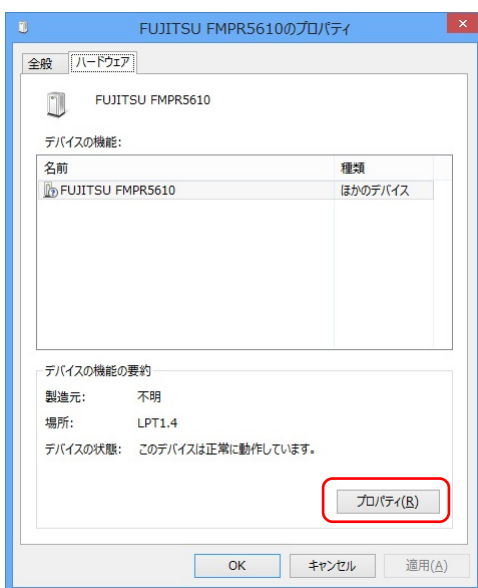 FUJITSU FMPR5610のプロパティ
全般 ハードウェア
FUJITSU FMPR5610
デバイスの機能:
名前 種類
FUJITSU FMPR5610 ほかのデバイス
デバイスの機能の要約
製造元: 不明
場所: LPT1.4
デバイスの状態: このデバイスは正常に動作しています。
プロパティ(R)
OK キャンセル 適用(A)